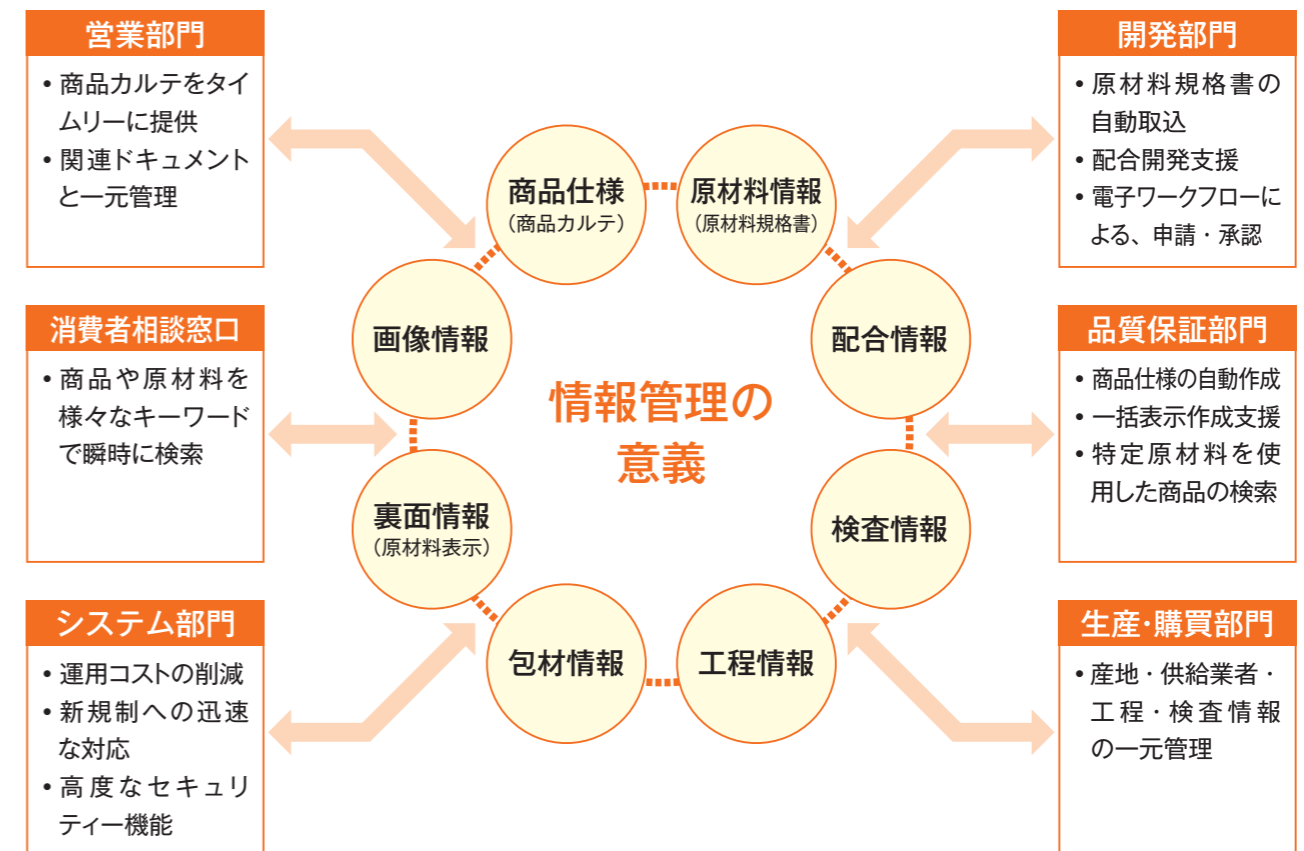 営業部門
• 商品カルテをタイ
ムリーに提供
• 関連ドキュメント
と一元管理
消費者相談窓口
• 商品や原材料を
様々なキーワード
で瞬時に検索
システム部門
• 運用コストの削減
• 新規制への迅速
な対応
• 高度なセキュリ
ティー機能
商品仕様
（商品カルテ）
原材料情報
（原材料規格書）
画像情報
配合情報
情報管理の
意義
裏面情報
（原材料表示）
検査情報
包材情報
工程情報
開発部門
• 原材料規格書の
自動取込
• 配合開発支援
• 電子ワークフローに
よる、申請・承認
品質保証部門
• 商品仕様の自動作成
• 一括表示作成支援
• 特定原材料を使
用した商品の検索
生産・購買部門
• 産地・供給業者・
工程・検査情報
の一元管理